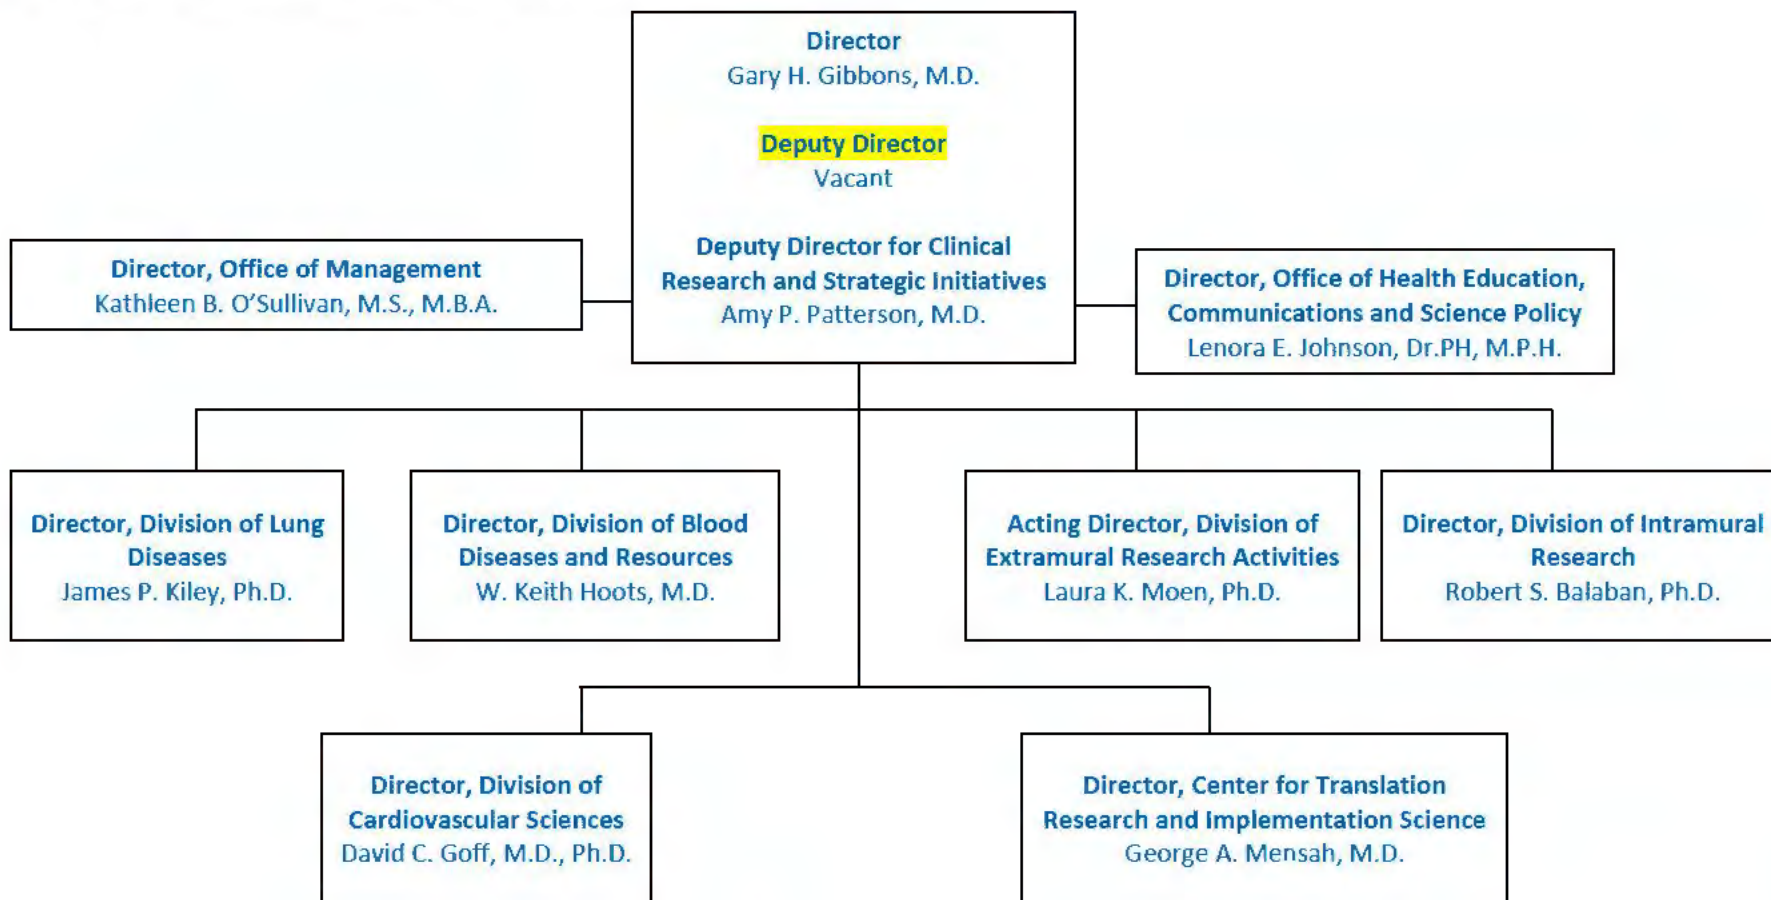 Director
Gary H. Gibbons, M.D.
Deputy Director
Vacant
Deputy Director for Clinical
Research and Strategic Initiatives
Amy P. Patterson, M.D.
Director, Office of Management
Kathleen B. O'Sullivan, M.S., M.B.A.
Director, Office of Health Education,
Communications and Science Policy
Lenora E. Johnson, Dr.PH, M.P.H.
Director, Division of Lung
Diseases
James P. Kiley, Ph.D.
Director, Division of Blood
Diseases and Resources
W. Keith Hoots, M.D.
Acting Director, Division of
Extramural Research Activities
Laura K. Moen, Ph.D.
Director, Division of Intramural
Research
Robert S. Balaban, Ph.D.
Director, Division of
Cardiovascular Sciences
David C. Goff, M.D., Ph.D.
Director, Center for Translation
Research and Implementation Science
George A. Mensah, M.D.